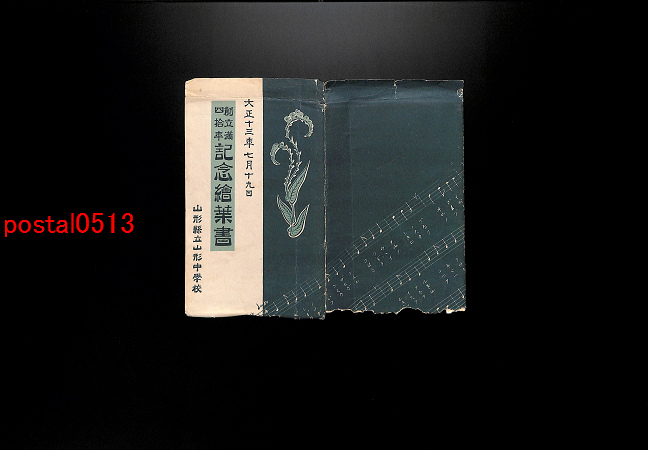 大正十三年七月十九日
創立満
四拾年
記念繪葉書
山形縣立山形中學校
postal0513